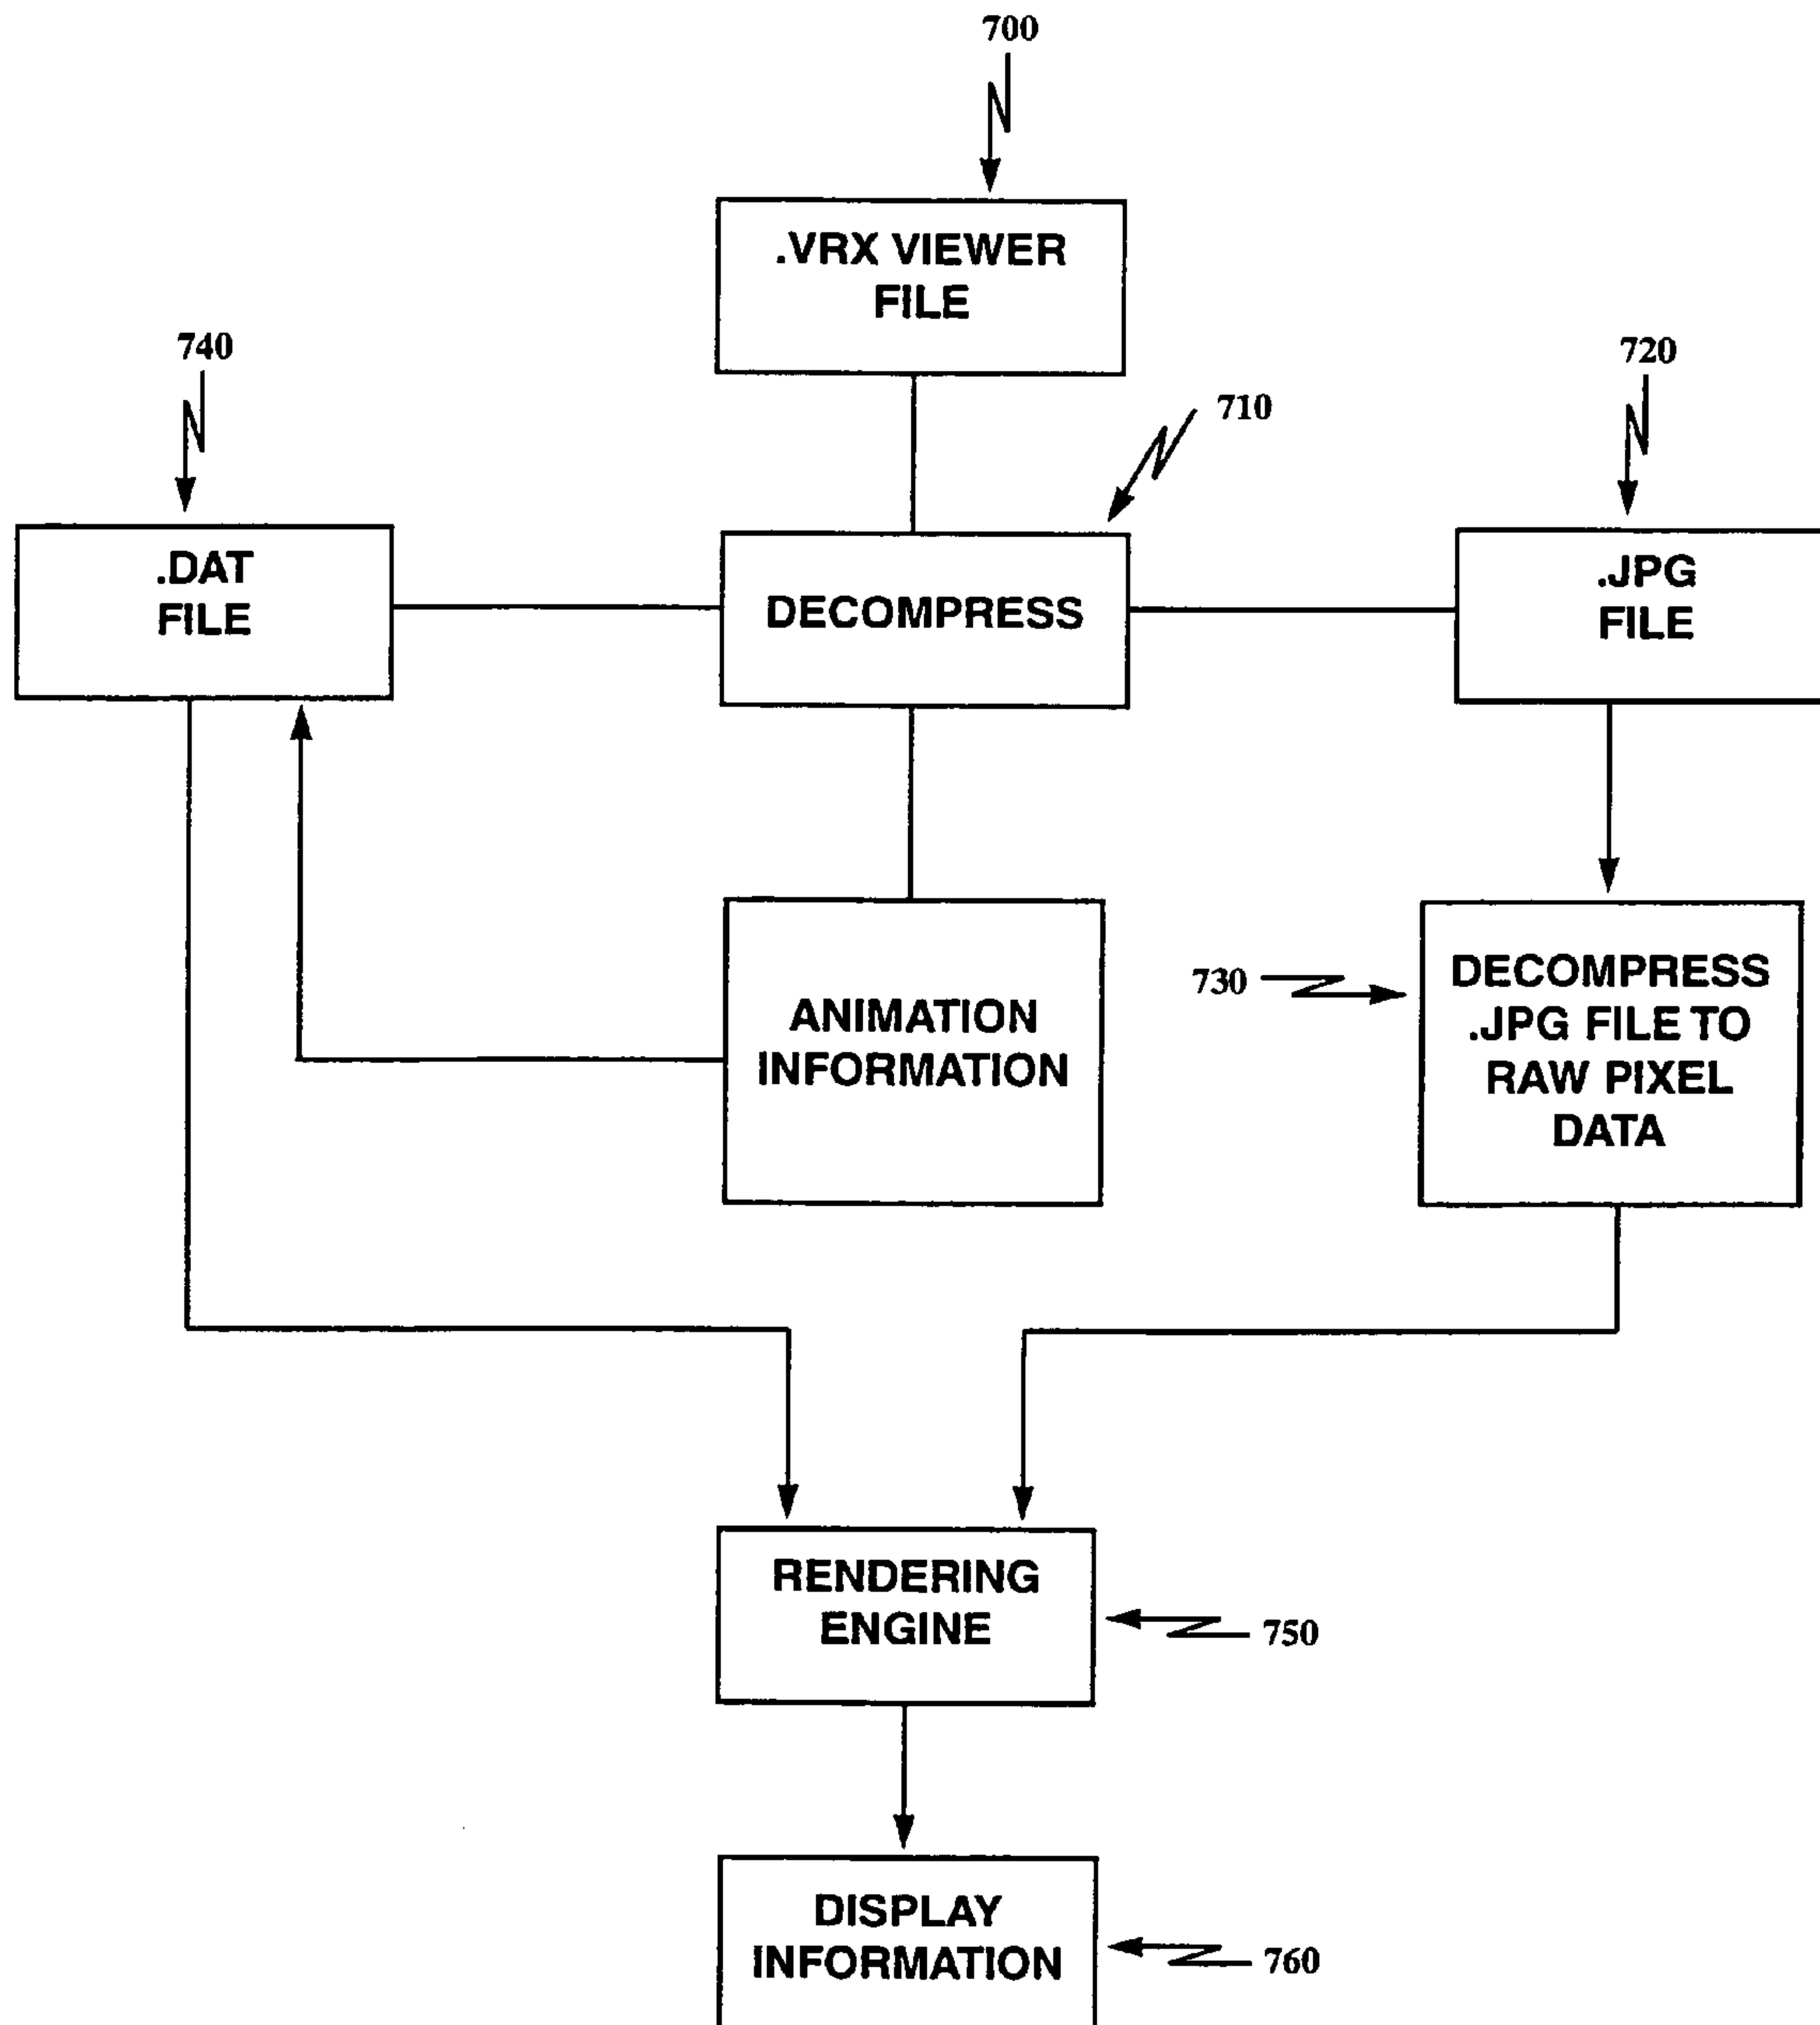 700
.VRX VIEWER
FILE
740
720
710
.DAT
FILE
DECOMPRESS
.JPG
FILE
ANIMATION
INFORMATION
730
DECOMPRESS
.JPG FILE TO
RAW PIXEL
DATA
RENDERING
ENGINE
750
DISPLAY
INFORMATION
760